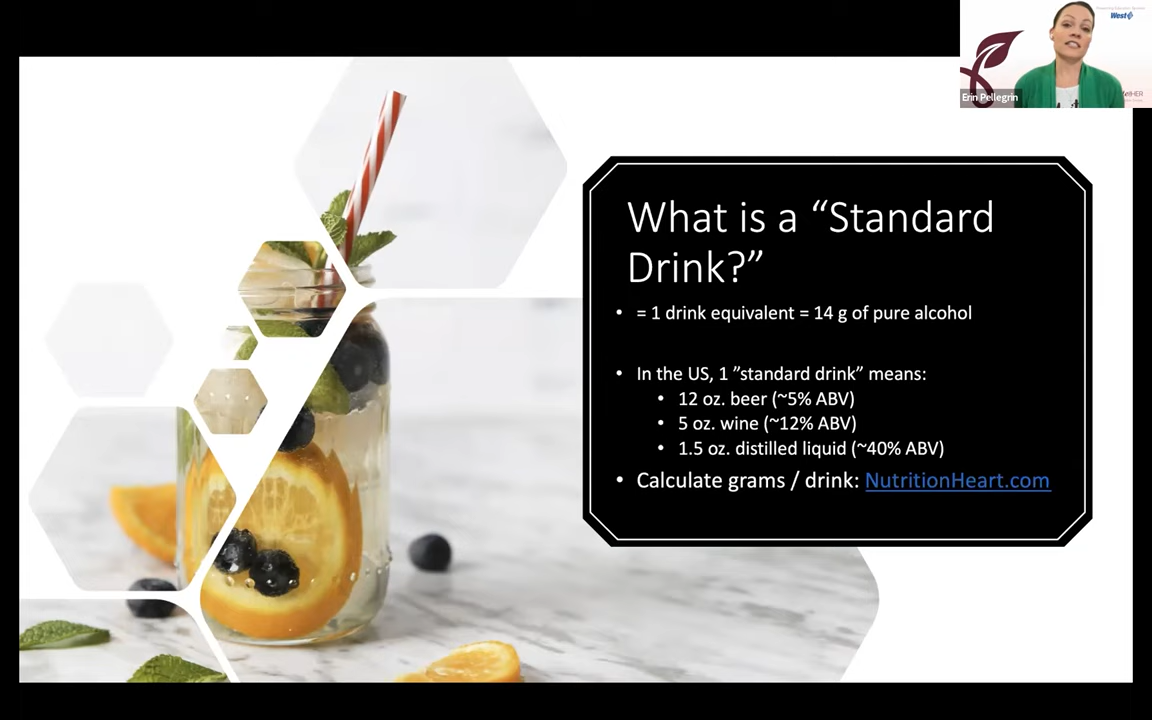 West
Erin Pellegrin
HER
What is a “Standard
Drink?”
• = 1 drink equivalent = 14 g of pure alcohol
• In the US, 1 ”standard drink” means:
• 12 oz. beer (~5% ABV)
• 5 oz. wine (~12% ABV)
• 1.5 oz. distilled liquid (~40% ABV)
• Calculate grams / drink: NutritionHeart.com